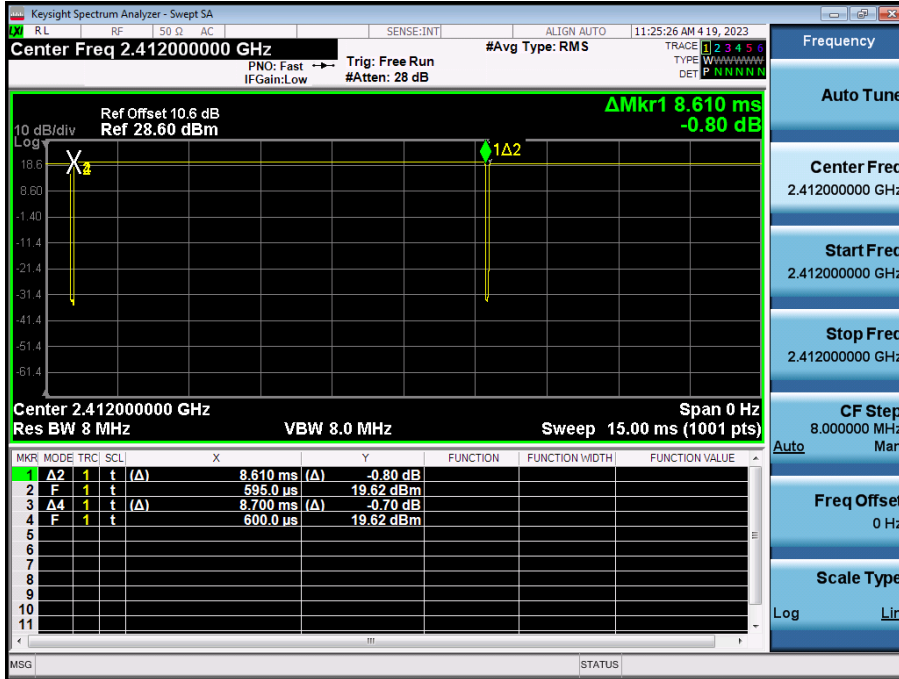 Keysight Spectrum Analyzer - Swept SA
LXI RL RF 50 Ω AC SENSE:INT ALIGN AUTO 11:25:26 AM 4 19, 2023
Center Freq 2.412000000 GHz #Avg Type: RMS TRACE 1 2 3 4 5 6
PNO: Fast Trig: Free Run TYPE WWWWWW
IFGain:Low #Atten: 28 dB DET P N N N N N
ΔMkr1 8.610 ms
-0.80 dB
Ref Offset 10.6 dB
10 dB/div Ref 28.60 dBm
Log
1Δ2
18.6
8.60
-1.40
-11.4
-21.4
-31.4
-41.4
-51.4
-61.4
Center 2.412000000 GHz Span 0 Hz
Res BW 8 MHz VBW 8.0 MHz Sweep 15.00 ms (1001 pts)
MKR MODE TRC SCL X Y FUNCTION FUNCTION WIDTH FUNCTION VALUE
1 Δ2 1 t (Δ) 8.610 ms (Δ) -0.80 dB
2 F 1 t 595.0 µs 19.62 dBm
3 Δ4 1 t (Δ) 8.700 ms (Δ) -0.70 dB
4 F 1 t 600.0 µs 19.62 dBm
5
6
7
8
9
10
11
MSG STATUS
Frequency
Auto Tune
Center Freq
2.412000000 GHz
Start Freq
2.412000000 GHz
Stop Freq
2.412000000 GHz
CF Step
8.000000 MHz
Auto Man
Freq Offset
0 Hz
Scale Type
Log Lin